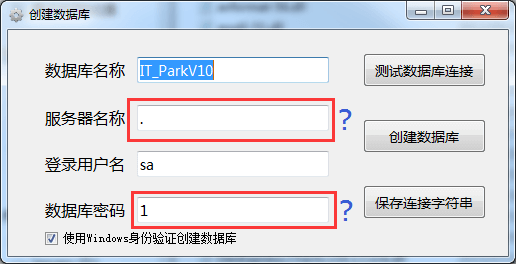 创建数据库
数据库名称 IT_ParkV10 测试数据库连接
服务器名称 . ?
创建数据库
登录用户名 sa
数据库密码 1 ? 保存连接字符串
使用Windows身份验证创建数据库